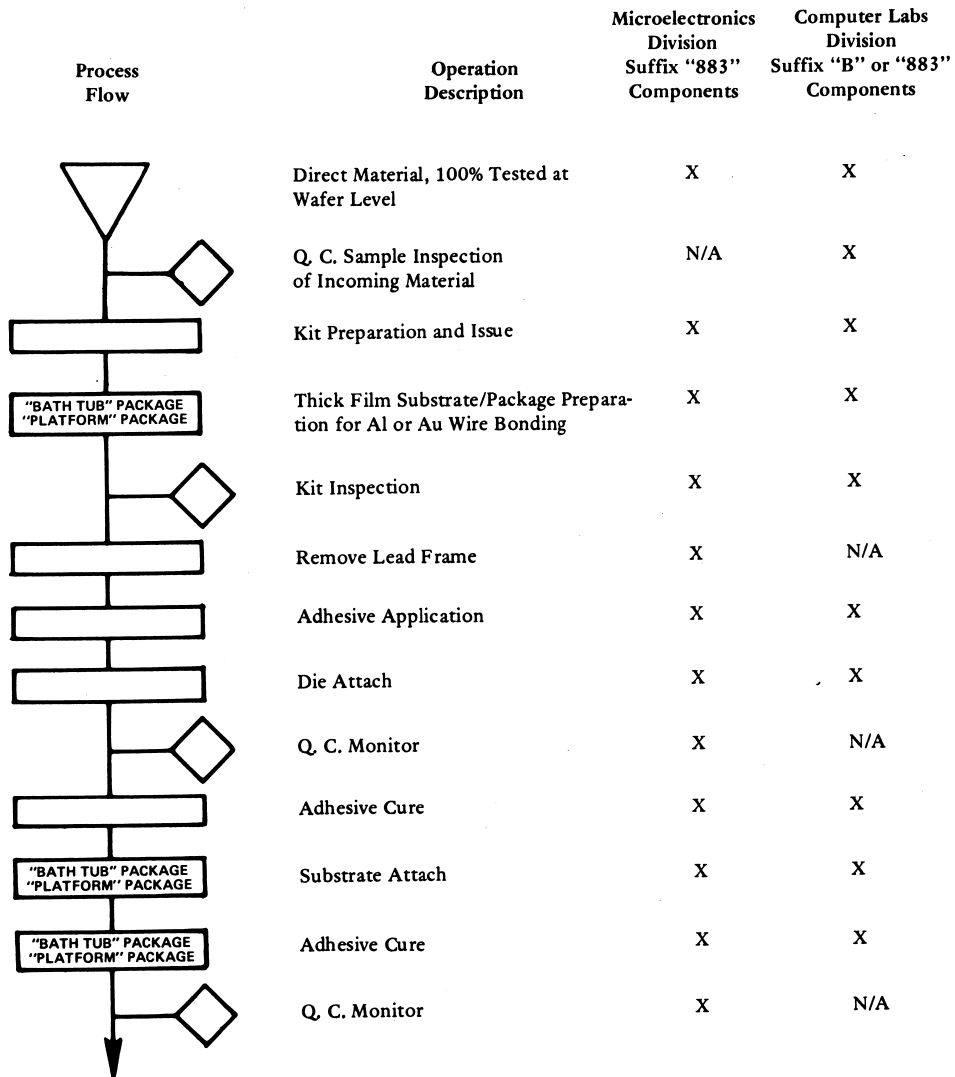 Process
Flow
Operation
Description
Microelectronics
Division
Suffix “883”
Components
Computer Labs
Division
Suffix “B” or “883”
Components
Direct Material, 100% Tested at
Wafer Level
X
X
Q. C. Sample Inspection
of Incoming Material
N/A
X
Kit Preparation and Issue
X
X
"BATH TUB" PACKAGE
"PLATFORM" PACKAGE
Thick Film Substrate/Package Prepara-
tion for Al or Au Wire Bonding
X
X
Kit Inspection
X
X
Remove Lead Frame
X
N/A
Adhesive Application
X
X
Die Attach
X
X
Q. C. Monitor
X
N/A
Adhesive Cure
X
X
"BATH TUB" PACKAGE
"PLATFORM" PACKAGE
Substrate Attach
X
X
"BATH TUB" PACKAGE
"PLATFORM" PACKAGE
Adhesive Cure
X
X
Q. C. Monitor
X
N/A